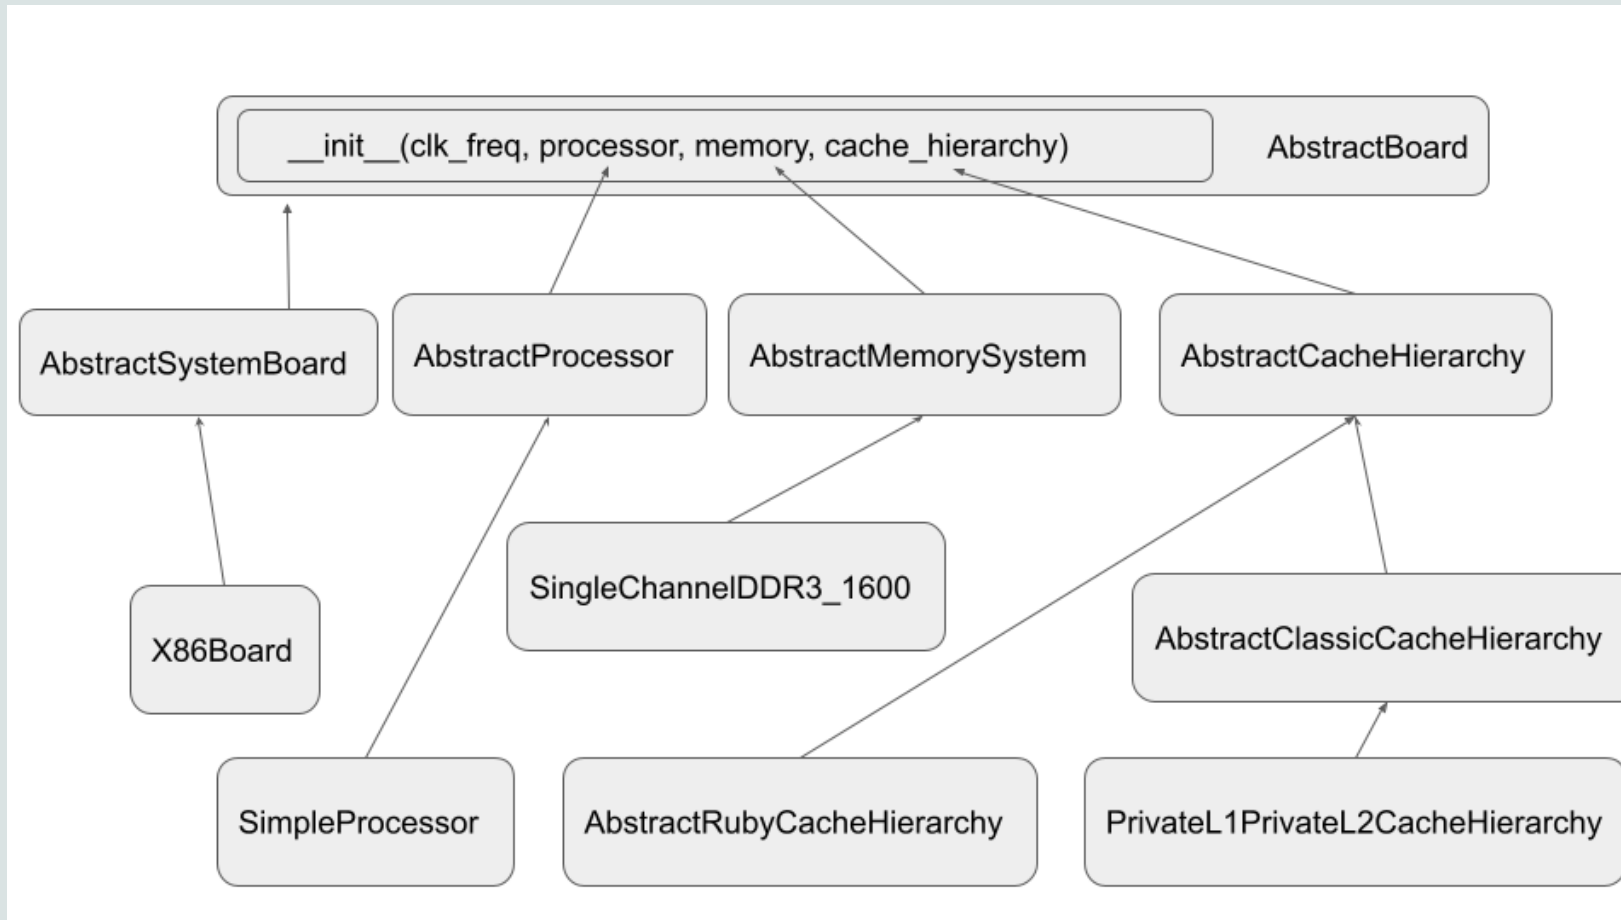 __init__(clk_freq, processor, memory, cache_hierarchy)
AbstractBoard
AbstractSystemBoard
AbstractProcessor
AbstractMemorySystem
AbstractCacheHierarchy
SingleChannelDDR3_1600
X86Board
AbstractClassicCacheHierarchy
SimpleProcessor
AbstractRubyCacheHierarchy
PrivateL1PrivateL2CacheHierarchy